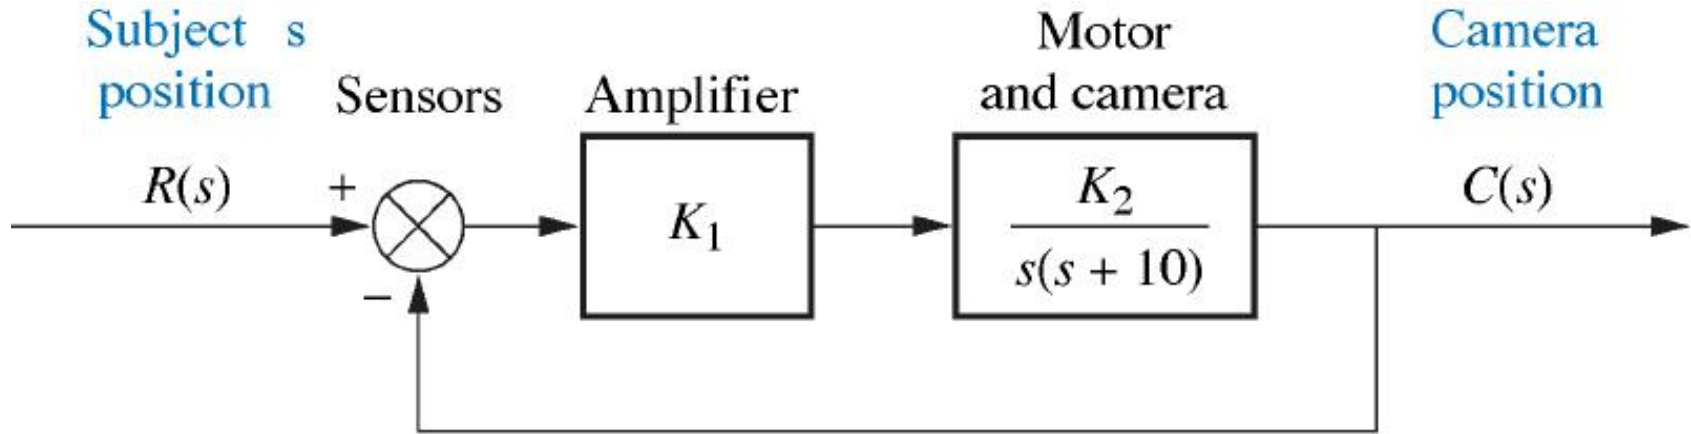 Subject s
position
Sensors
Amplifier
Motor
and camera
Camera
position
R(s)
+
−
K₁
K₂
s(s + 10)
C(s)